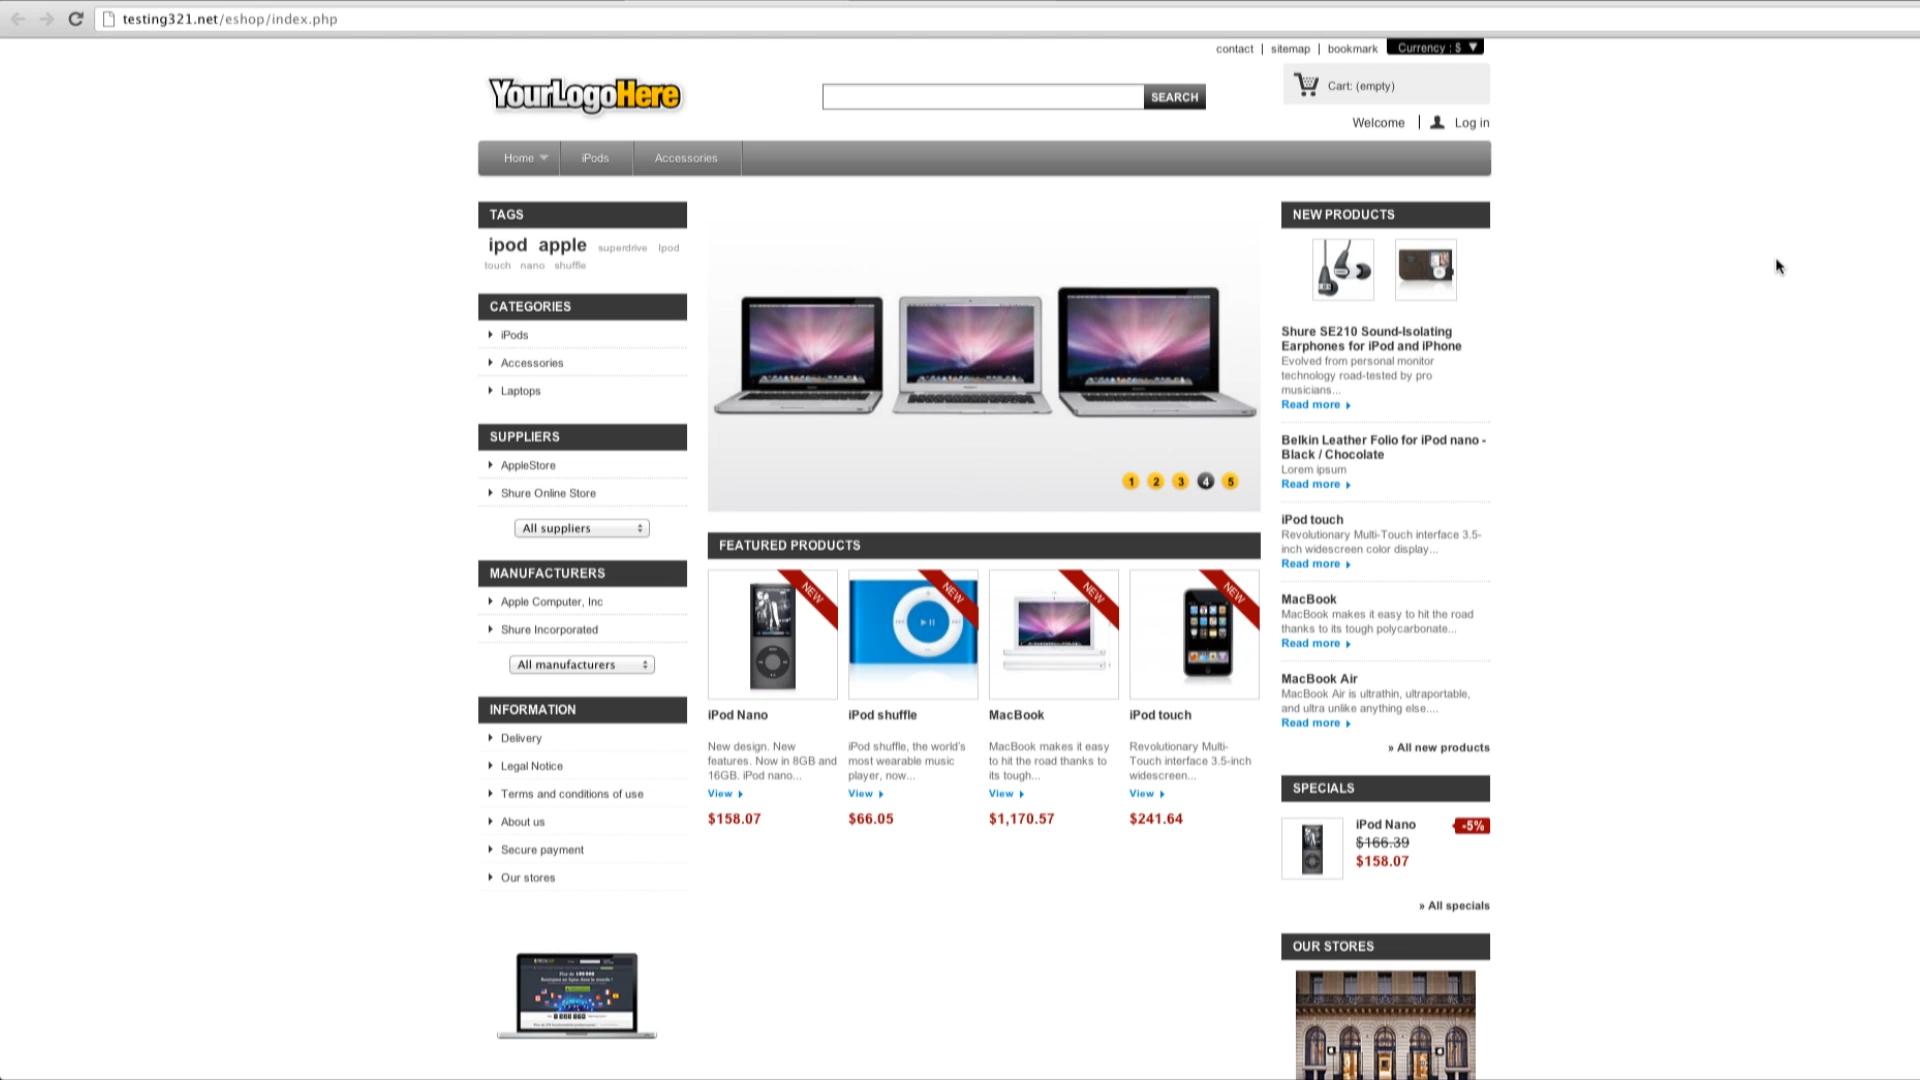 testing321.net/eshop/index.php
contact | sitemap | bookmark
Currency : $ ▼
YourLogoHere
SEARCH
Cart: (empty)
Welcome | Log in
Home
iPods
Accessories
TAGS
ipod apple superdrive Ipod
touch nano shuffle
CATEGORIES
iPods
Accessories
Laptops
SUPPLIERS
AppleStore
Shure Online Store
All suppliers
MANUFACTURERS
Apple Computer, Inc
Shure Incorporated
All manufacturers
INFORMATION
Delivery
Legal Notice
Terms and conditions of use
About us
Secure payment
Our stores
1 2 3 4 5
FEATURED PRODUCTS
NEW
iPod Nano
New design. New
features. Now in 8GB and
16GB. iPod nano...
View
$158.07
NEW
iPod shuffle
iPod shuffle, the world's
most wearable music
player, now...
View
$66.05
NEW
MacBook
MacBook makes it easy
to hit the road thanks to
its tough...
View
$1,170.57
NEW
iPod touch
Revolutionary Multi-
Touch interface 3.5-inch
widescreen...
View
$241.64
NEW PRODUCTS
Shure SE210 Sound-Isolating
Earphones for iPod and iPhone
Evolved from personal monitor
technology road-tested by pro
musicians...
Read more
Belkin Leather Folio for iPod nano -
Black / Chocolate
Lorem ipsum
Read more
iPod touch
Revolutionary Multi-Touch interface 3.5-
inch widescreen color display...
Read more
MacBook
MacBook makes it easy to hit the road
thanks to its tough polycarbonate...
Read more
MacBook Air
MacBook Air is ultrathin, ultraportable,
and ultra unlike anything else....
Read more
» All new products
SPECIALS
iPod Nano
-5%
$166.39
$158.07
» All specials
OUR STORES